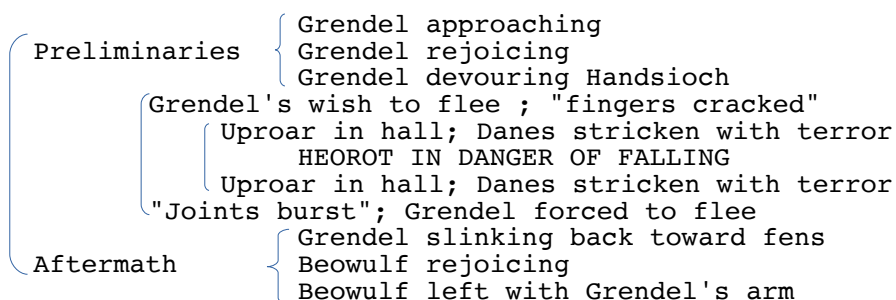 Grendel approaching
Preliminaries Grendel rejoicing
Grendel devouring Handsioch
Grendel's wish to flee ; "fingers cracked"
Uproar in hall; Danes stricken with terror
HEOROT IN DANGER OF FALLING
Uproar in hall; Danes stricken with terror
"Joints burst"; Grendel forced to flee
Grendel slinking back toward fens
Aftermath Beowulf rejoicing
Beowulf left with Grendel's arm